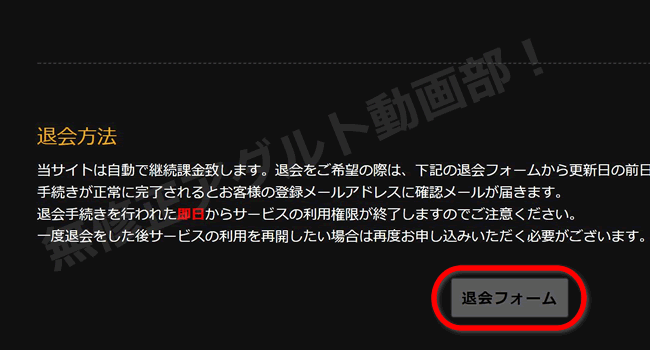 退会方法
当サイトは自動で継続課金致します。退会をご希望の際は、下記の退会フォームから更新日の前日
手続きが正常に完了されるとお客様の登録メールアドレスに確認メールが届きます。
退会手続きを行われた即日からサービスの利用権限が終了しますのでご注意ください。
一度退会をした後サービスの利用を再開したい場合は再度お申し込みいただく必要がございます。
退会フォーム
無修正アダルト動画部!